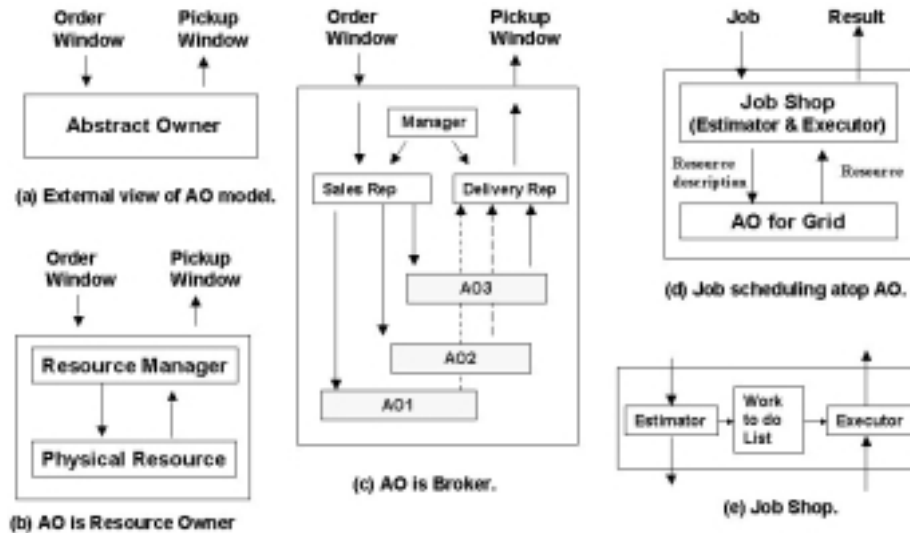 Order
Window
Pickup
Window
Abstract Owner
(a) External view of AO model.
Order
Window
Pickup
Window
Resource Manager
Physical Resource
(b) AO is Resource Owner
Order
Window
Pickup
Window
Manager
Sales Rep
Delivery Rep
AO3
AO2
AO1
(c) AO is Broker.
Job
Result
Job Shop
(Estimator & Executor)
Resource
description
Resource
AO for Grid
(d) Job scheduling atop AO.
Estimator
Work
to do
List
Executor
(e) Job Shop.